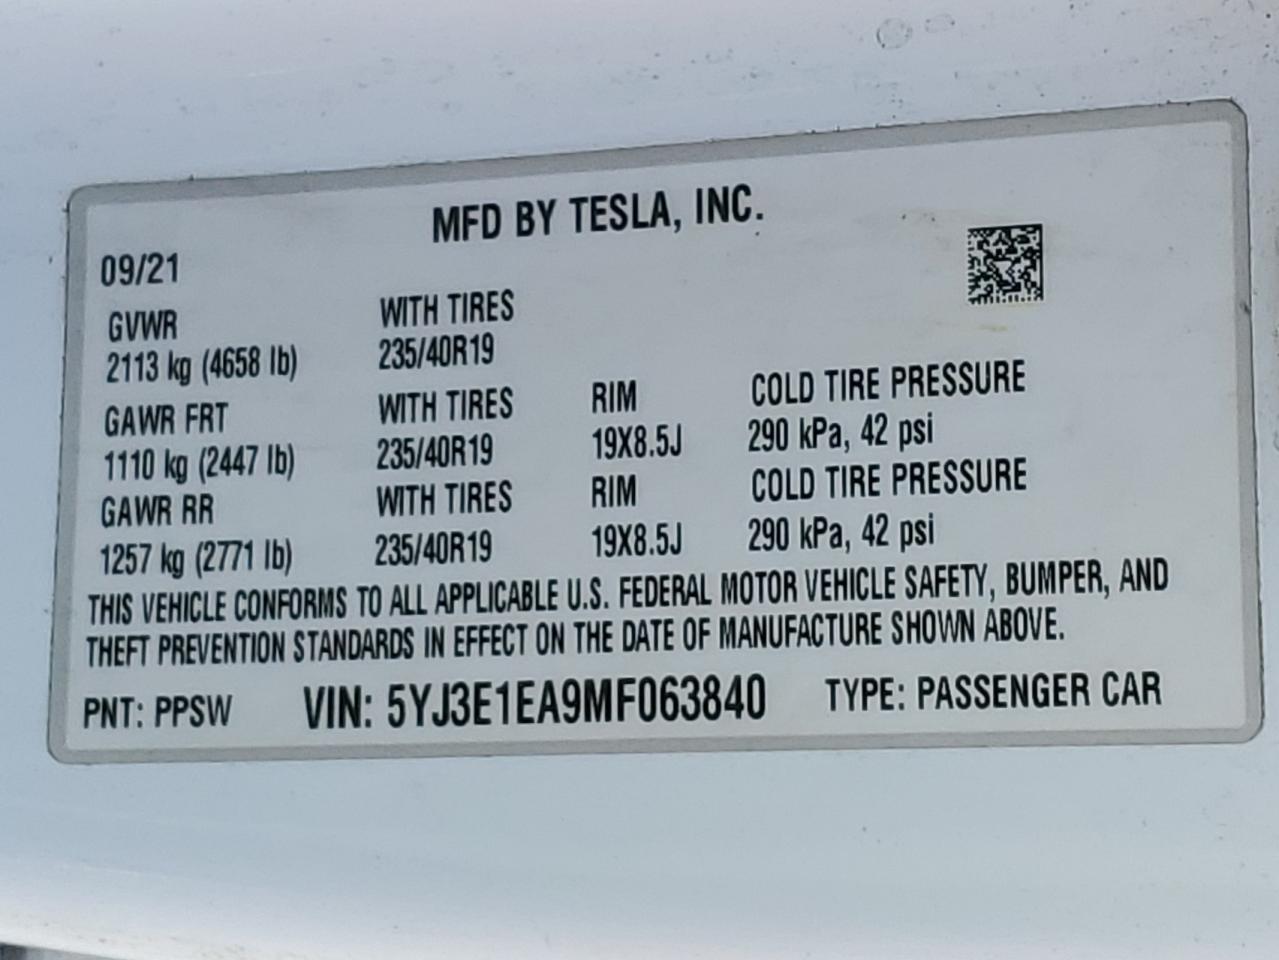 MFD BY TESLA, INC.
09/21
GVWR WITH TIRES
2113 kg (4658 lb) 235/40R19
GAWR FRT WITH TIRES RIM COLD TIRE PRESSURE
1110 kg (2447 lb) 235/40R19 19X8.5J 290 kPa, 42 psi
GAWR RR WITH TIRES RIM COLD TIRE PRESSURE
1257 kg (2771 lb) 235/40R19 19X8.5J 290 kPa, 42 psi
THIS VEHICLE CONFORMS TO ALL APPLICABLE U.S. FEDERAL MOTOR VEHICLE SAFETY, BUMPER, AND
THEFT PREVENTION STANDARDS IN EFFECT ON THE DATE OF MANUFACTURE SHOWN ABOVE.
PNT: PPSW VIN: 5YJ3E1EA9MF063840 TYPE: PASSENGER CAR